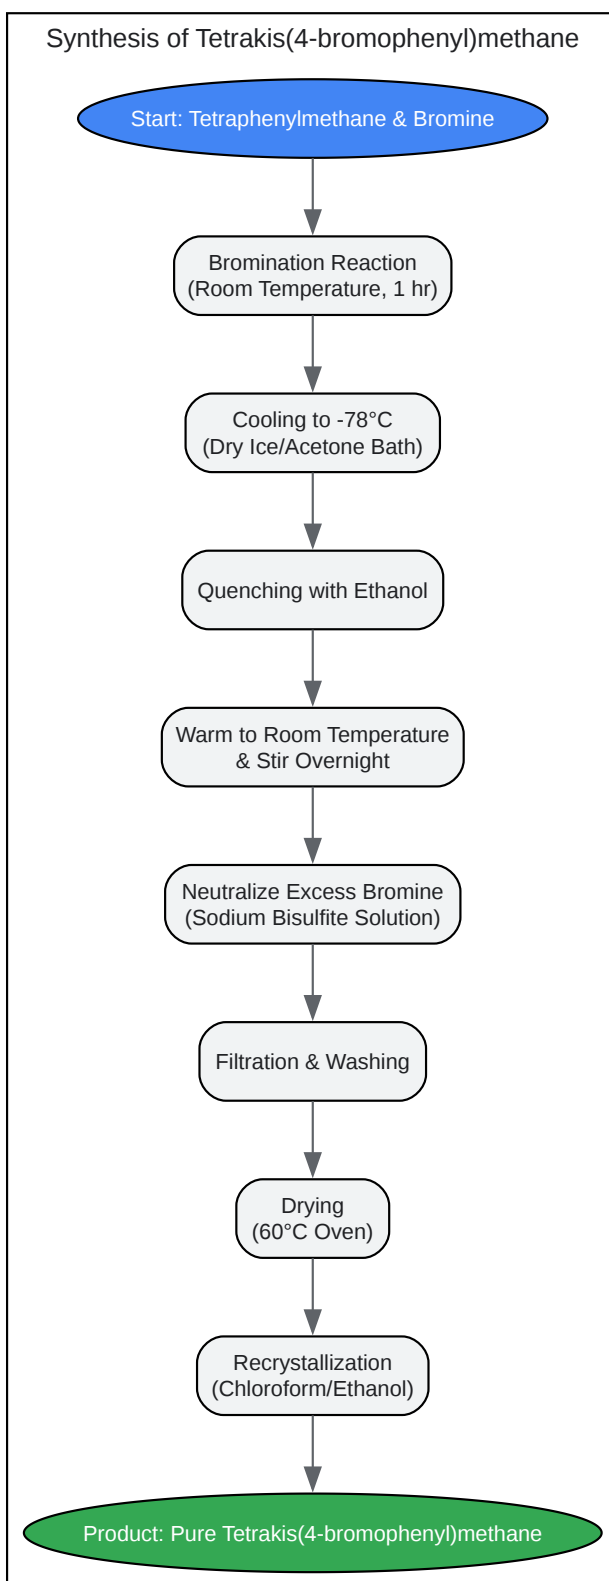 Synthesis of Tetrakis(4-bromophenyl)methane
Start: Tetraphenylmethane & Bromine
Bromination Reaction
(Room Temperature, 1 hr)
Cooling to -78°C
(Dry Ice/Acetone Bath)
Quenching with Ethanol
Warm to Room Temperature
& Stir Overnight
Neutralize Excess Bromine
(Sodium Bisulfite Solution)
Filtration & Washing
Drying
(60°C Oven)
Recrystallization
(Chloroform/Ethanol)
Product: Pure Tetrakis(4-bromophenyl)methane